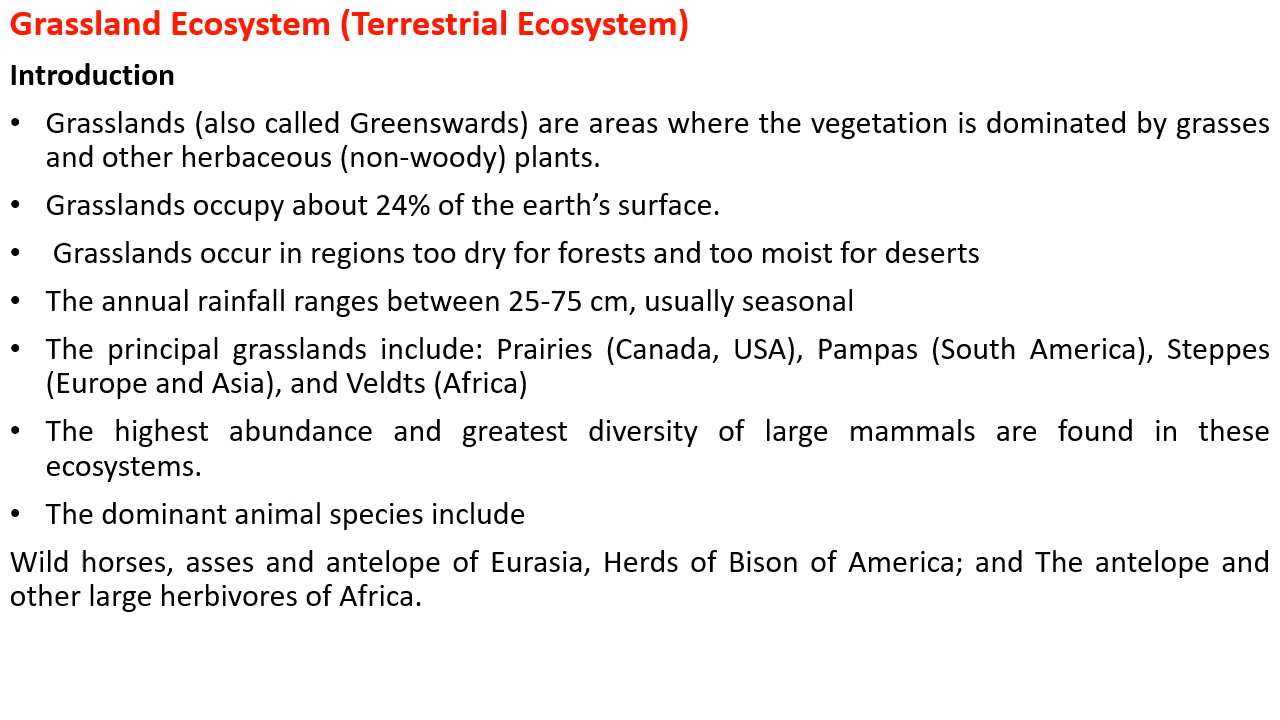 Grassland Ecosystem (Terrestrial Ecosystem)
Introduction
• Grasslands (also called Greenswards) are areas where the vegetation is dominated by grasses
and other herbaceous (non-woody) plants.
• Grasslands occupy about 24% of the earth’s surface.
• Grasslands occur in regions too dry for forests and too moist for deserts
• The annual rainfall ranges between 25-75 cm, usually seasonal
• The principal grasslands include: Prairies (Canada, USA), Pampas (South America), Steppes
(Europe and Asia), and Veldts (Africa)
• The highest abundance and greatest diversity of large mammals are found in these
ecosystems.
• The dominant animal species include
Wild horses, asses and antelope of Eurasia, Herds of Bison of America; and The antelope and
other large herbivores of Africa.